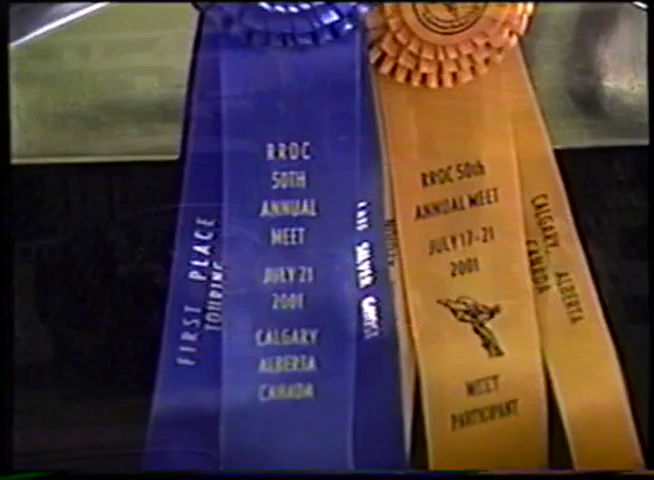 FIRST PLACE
TOURING
RROC
50TH
ANNUAL
MEET
JULY 21
2001
CALGARY
ALBERTA
CANADA
SILVER GHOST
RROC 50th
ANNUAL MEET
JULY 17-21
2001
MEET
PARTICIPANT
CALGARY, ALBERTA
CANADA